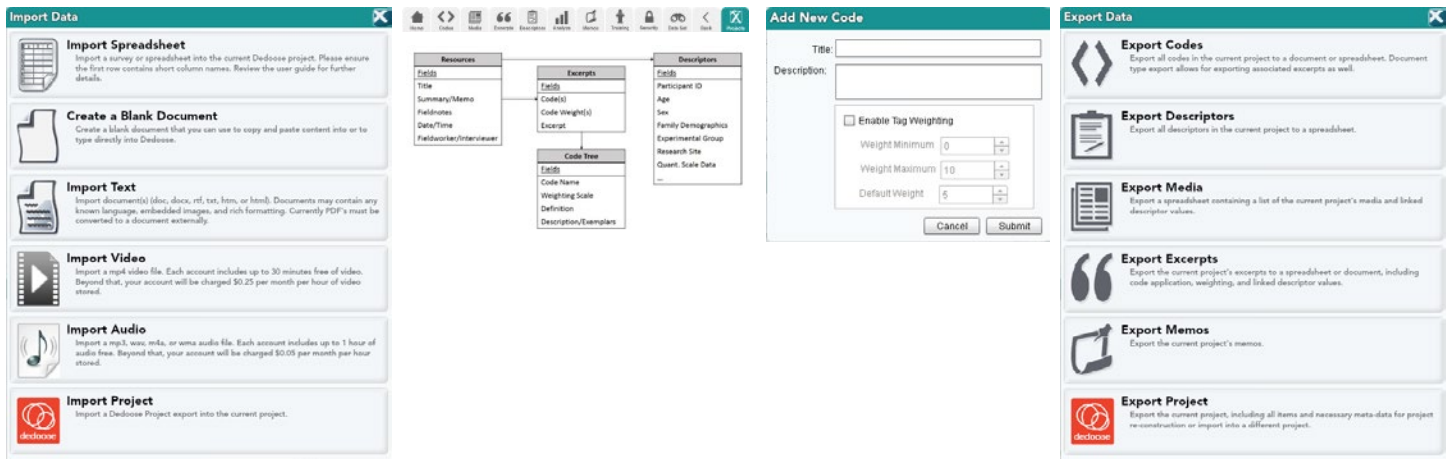 Import Data
Import Spreadsheet
Import a survey or spreadsheet into the current Dedoose project. Please ensure
the first row contains short column names. Review the user guide for further
details.
Create a Blank Document
Create a blank document that you can use to copy and paste content into or to
type directly into Dedoose.
Import Text
Import document(s) (doc, docx, rtf, txt, htm, or html). Documents may contain any
known language, embedded images, and rich formatting. Currently PDF's must be
converted to a document externally.
Import Video
Import a mp4 video file. Each account includes up to 30 minutes free of video.
Beyond that, your account will be charged $0.25 per month per hour of video
stored.
Import Audio
Import a mp3, wav, m4a, or wma audio file. Each account includes up to 1 hour of
audio free. Beyond that, your account will be charged $0.05 per month per hour
stored.
dedoose
Import Project
Import a Dedoose Project export into the current project.
Home Codes Media Excerpts Descriptors Analyze Memos Training Security Data Set Back Projects
Resources
Fields
Title
Summary/Memo
Fieldnotes
Date/Time
Fieldworker/Interviewer
Excerpts
Fields
Code(s)
Code Weight(s)
Excerpt
Code Tree
Fields
Code Name
Weighting Scale
Definition
Description/Exemplars
Descriptors
Fields
Participant ID
Age
Sex
Family Demographics
Experimental Group
Research Site
Quant. Scale Data
...
Add New Code
Title:
Description:
Enable Tag Weighting
Weight Minimum 0
Weight Maximum 10
Default Weight 5
Cancel Submit
Export Data
Export Codes
Export all codes in the current project to a document or spreadsheet. Document
type export allows for exporting associated excerpts as well.
Export Descriptors
Export all descriptors in the current project to a spreadsheet.
Export Media
Export a spreadsheet containing a list of the current project's media and linked
descriptor values.
Export Excerpts
Export the current project's excerpts to a spreadsheet or document, including
code application, weighting, and linked descriptor values.
Export Memos
Export the current project's memos.
dedoose
Export Project
Export the current project, including all items and necessary meta-data for project
re-construction or import into a different project.